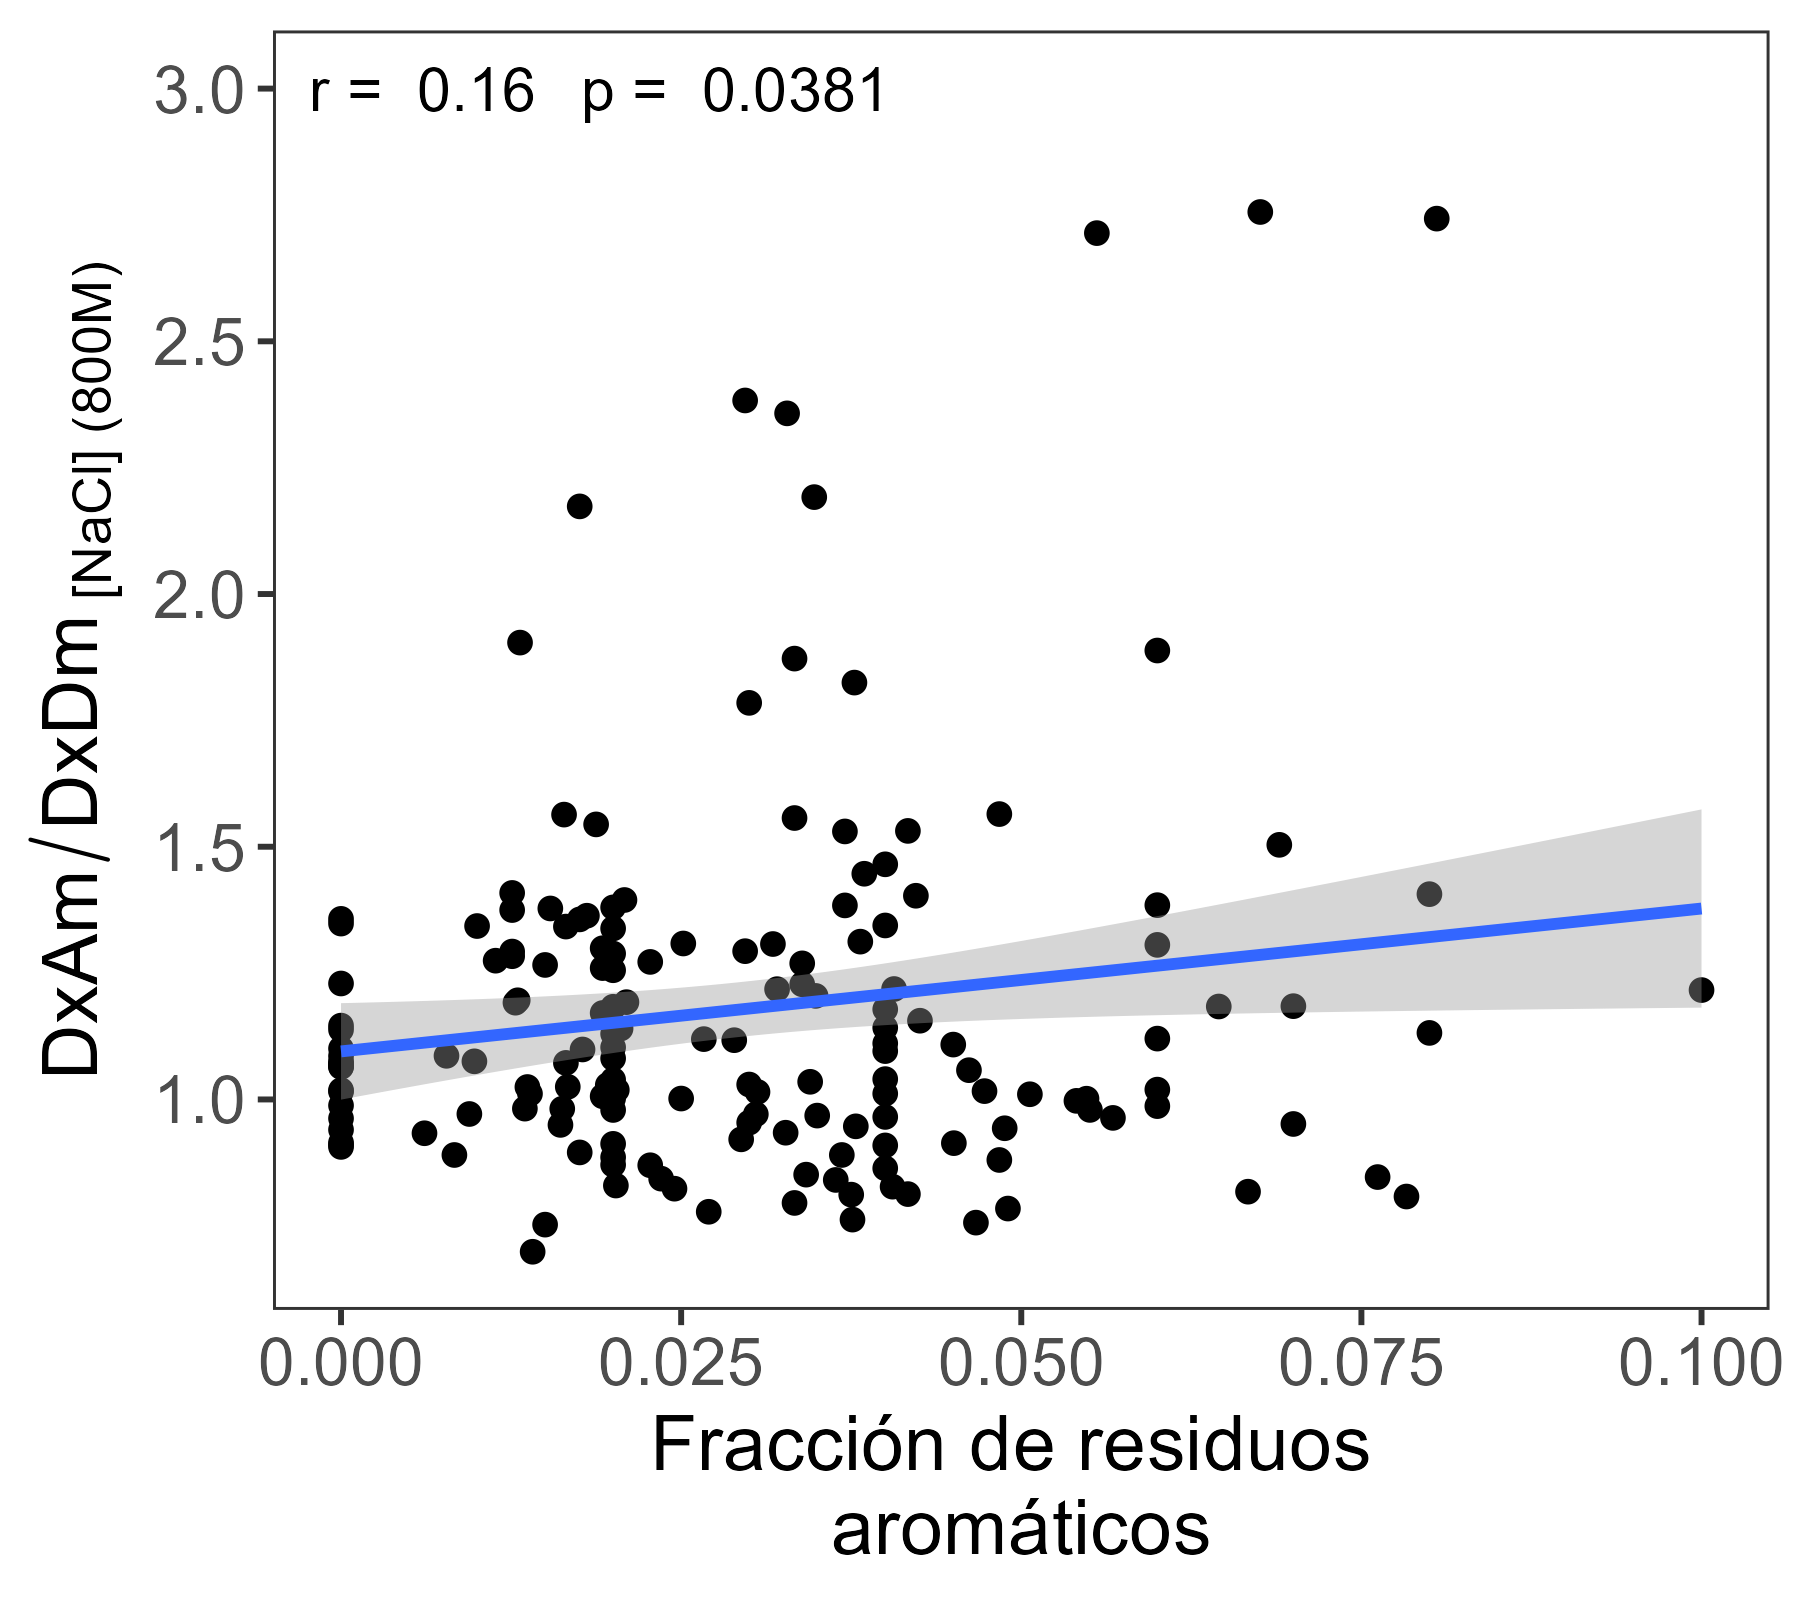 r = 0.16 p = 0.0381
3.0
2.5
2.0
1.5
1.0
DxAm/DxDm [NaCl] (800M)
0.000 0.025 0.050 0.075 0.100
Fracción de residuos
aromáticos